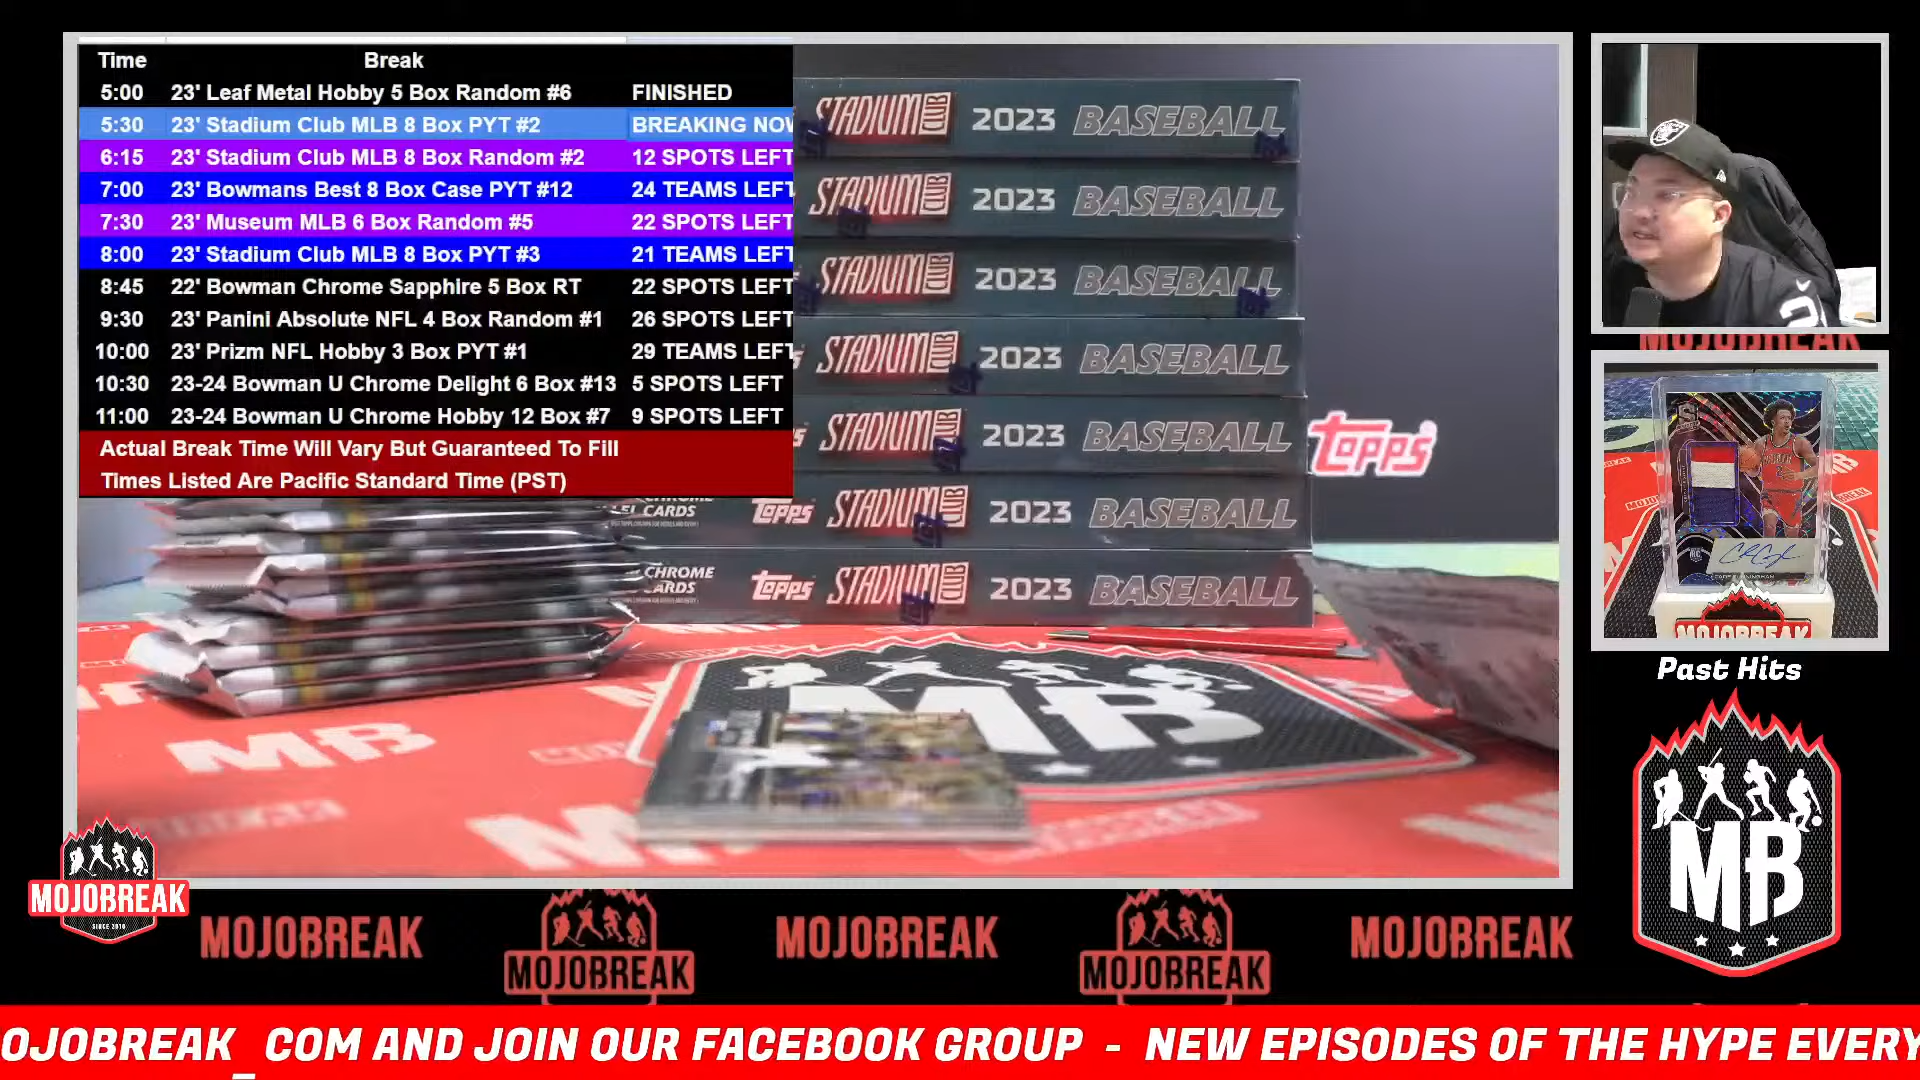 Time Break
5:00 23' Leaf Metal Hobby 5 Box Random #6 FINISHED
5:30 23' Stadium Club MLB 8 Box PYT #2 BREAKING NOW
6:15 23' Stadium Club MLB 8 Box Random #2 12 SPOTS LEFT
7:00 23' Bowmans Best 8 Box Case PYT #12 24 TEAMS LEFT
7:30 23' Museum MLB 6 Box Random #5 22 SPOTS LEFT
8:00 23' Stadium Club MLB 8 Box PYT #3 21 TEAMS LEFT
8:45 22' Bowman Chrome Sapphire 5 Box RT 22 SPOTS LEFT
9:30 23' Panini Absolute NFL 4 Box Random #1 26 SPOTS LEFT
10:00 23' Prizm NFL Hobby 3 Box PYT #1 29 TEAMS LEFT
10:30 23-24 Bowman U Chrome Delight 6 Box #13 5 SPOTS LEFT
11:00 23-24 Bowman U Chrome Hobby 12 Box #7 9 SPOTS LEFT
Actual Break Time Will Vary But Guaranteed To Fill
Times Listed Are Pacific Standard Time (PST)
STADIUM CLUB 2023 BASEBALL
STADIUM CLUB 2023 BASEBALL
STADIUM CLUB 2023 BASEBALL
STADIUM CLUB 2023 BASEBALL
STADIUM CLUB 2023 BASEBALL
CARDS Topps STADIUM CLUB 2023 BASEBALL
CHROME CARDS Topps STADIUM CLUB 2023 BASEBALL
Topps
MB
MB
MOJOBREAK
MOJOBREAK
Past Hits
MB
MOJOBREAK
SINCE 2010
MOJOBREAK MOJOBREAK MOJOBREAK MOJOBREAK MOJOBREAK
OJOBREAK_COM AND JOIN OUR FACEBOOK GROUP - NEW EPISODES OF THE HYPE EVERY